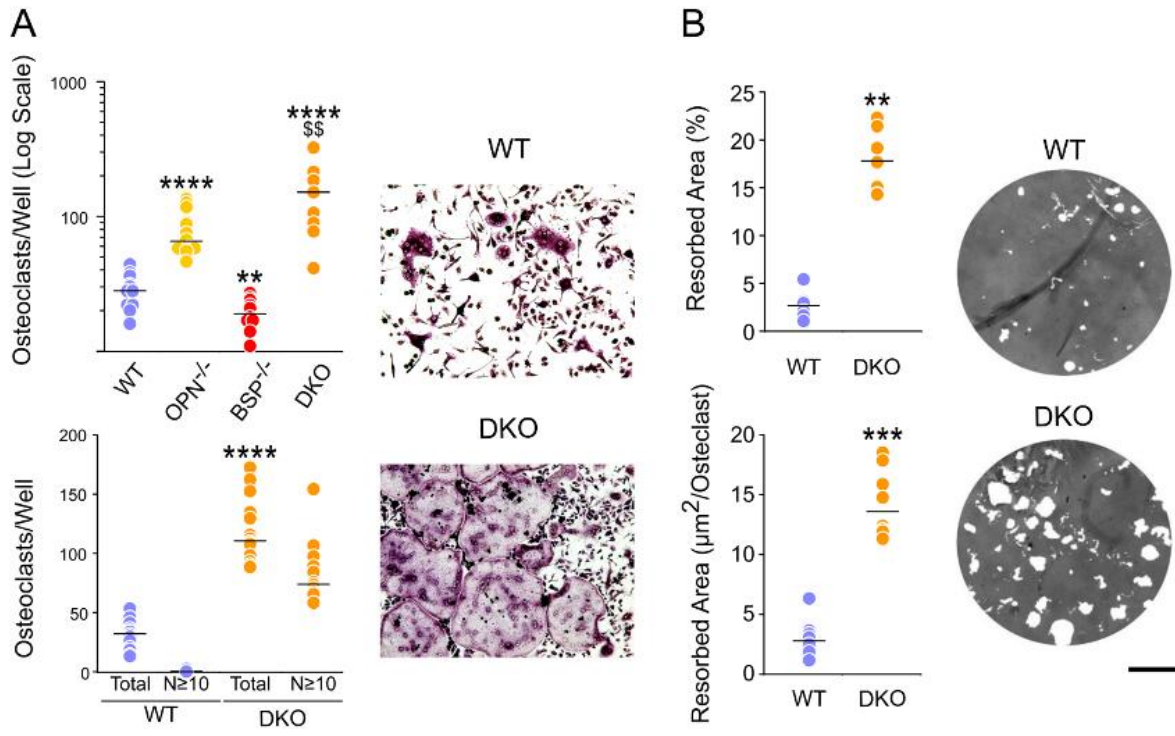 A
Osteoclasts/Well (Log Scale)
1000
100
****
**
****
$$
WT
OPN-/-
BSP-/-
DKO
WT
Osteoclasts/Well
200
150
100
50
0
****
Total
N≥10
Total
N≥10
WT
DKO
DKO
B
Resorbed Area (%)
25
20
15
10
5
0
**
WT
DKO
WT
Resorbed Area (µm2/Osteclast)
20
15
10
5
0
***
WT
DKO
DKO